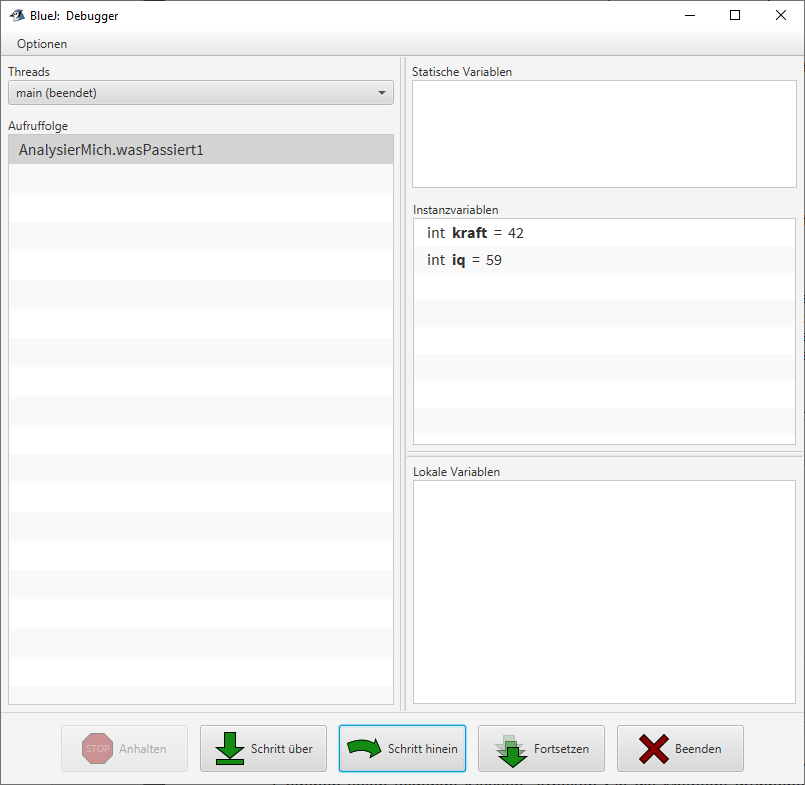 BlueJ: Debugger
Optionen
Threads
main (beendet)
Aufruffolge
AnalysierMich.wasPassiert1
Statische Variablen
Instanzvariablen
int kraft = 42
int iq = 59
Lokale Variablen
STOP Anhalten
Schritt über
Schritt hinein
Fortsetzen
Beenden